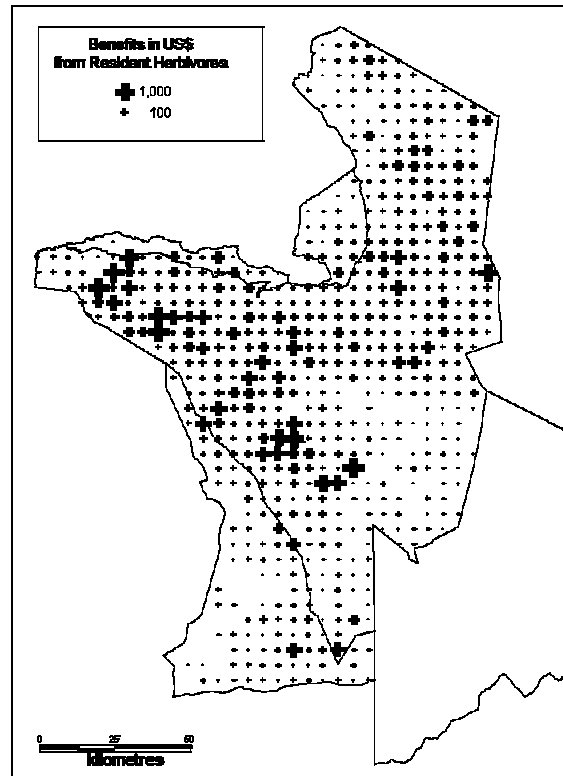 Benefits in US$
from Resident Herbivores
1,000
100
0 25 50
kilometres